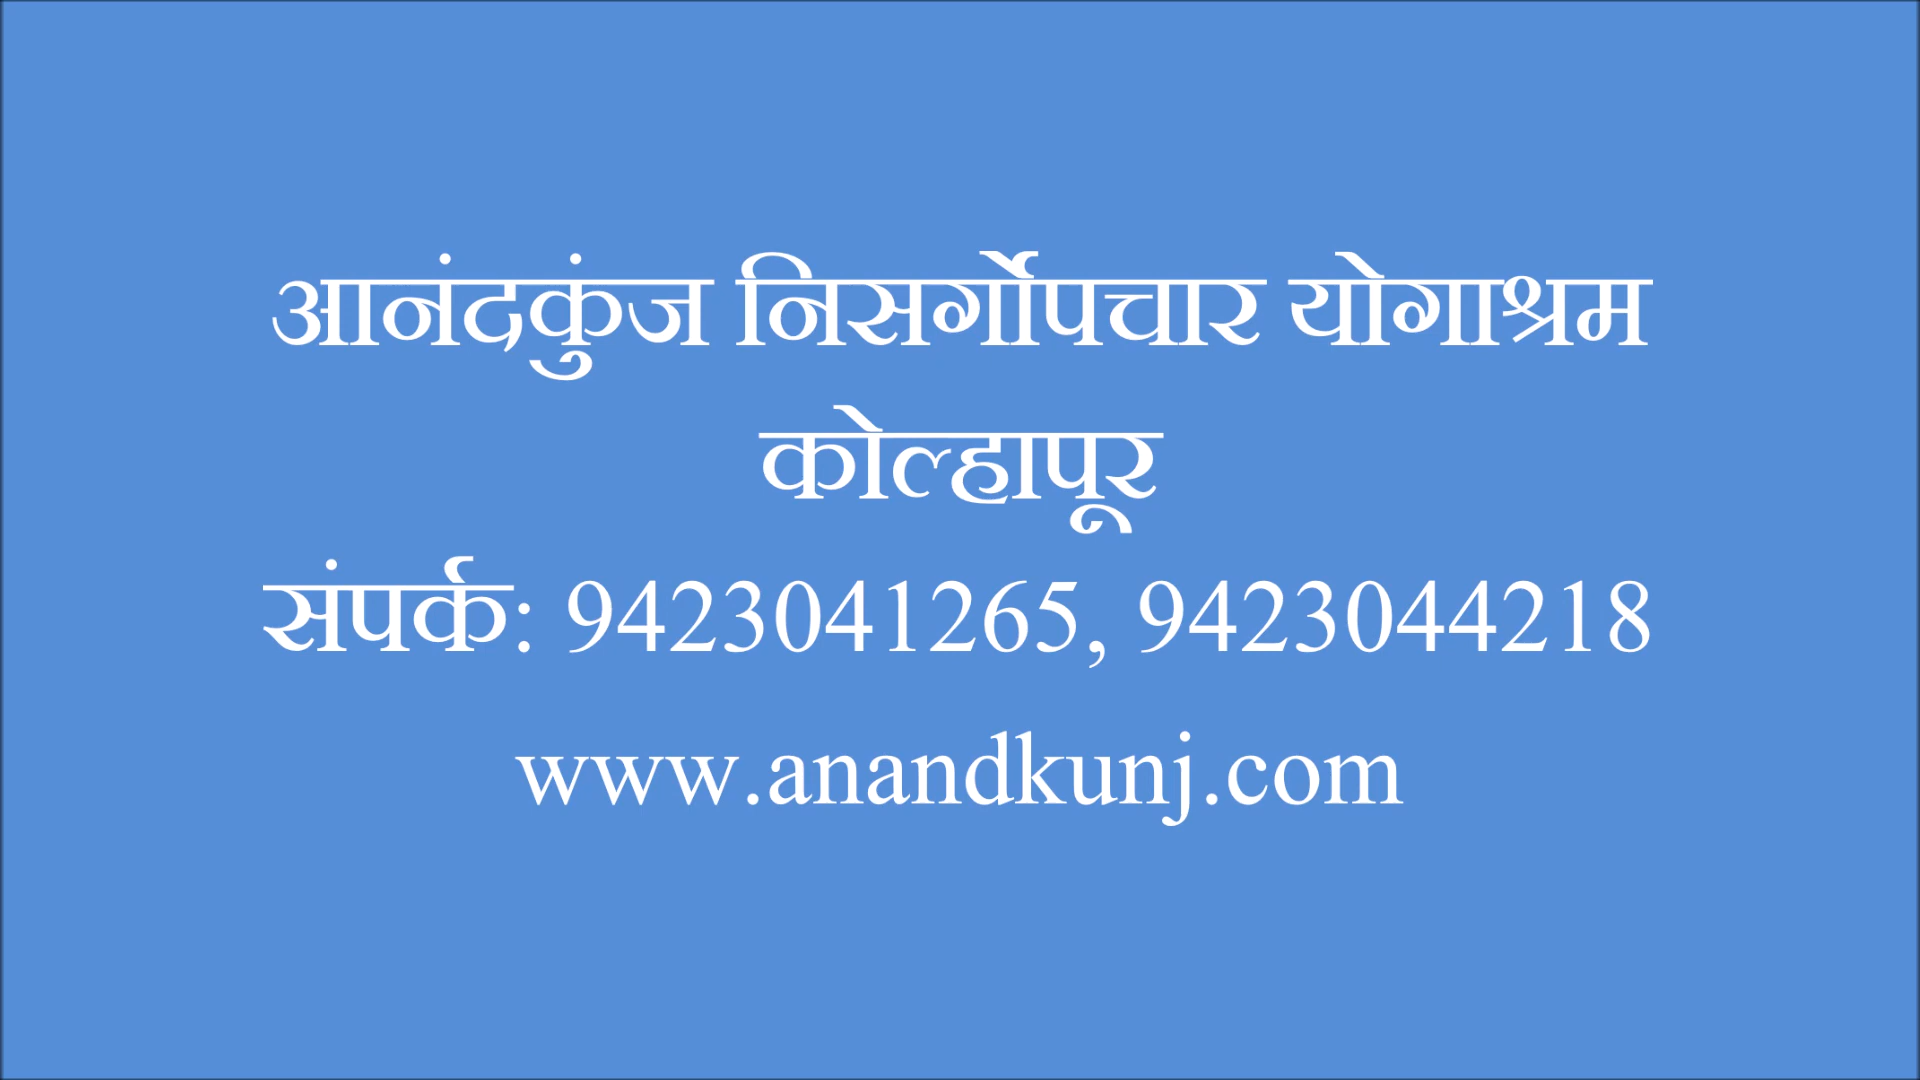 आनंदकुंज निसर्गोपचार योगाश्रम
कोल्हापूर
संपर्क: 9423041265, 9423044218
www.anandkunj.com